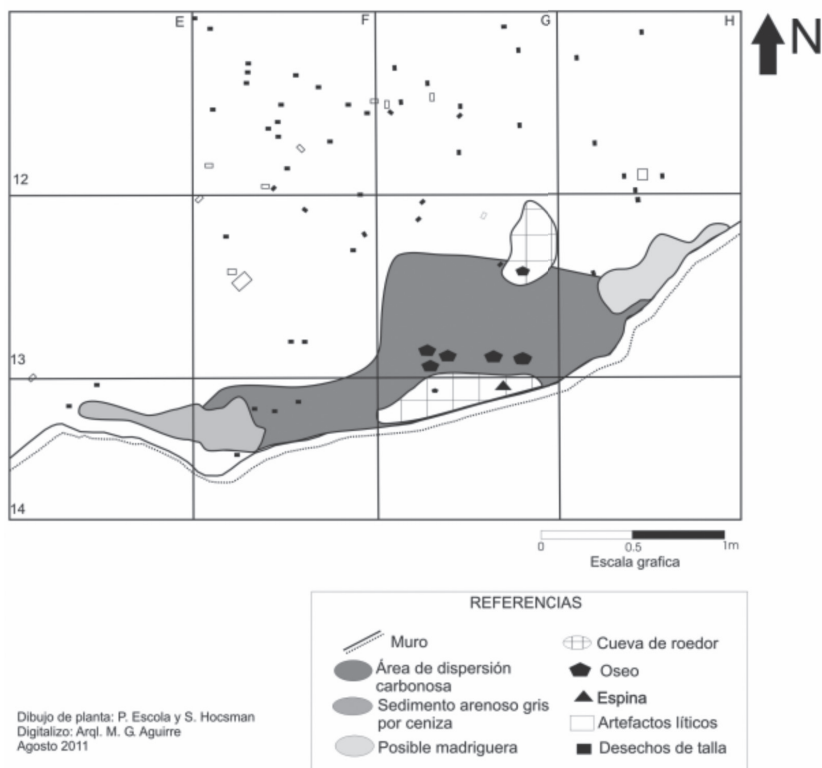 E F G H
N
12
13
14
0 0.5 1m
Escala grafica
REFERENCIAS
Muro
Área de dispersión
carbonosa
Sedimento arenoso gris
por ceniza
Posible madriguera
Cueva de roedor
Oseo
Espina
Artefactos líticos
Desechos de talla
Dibujo de planta: P. Escola y S. Hocsman
Digitalizo: Arql. M. G. Aguirre
Agosto 2011